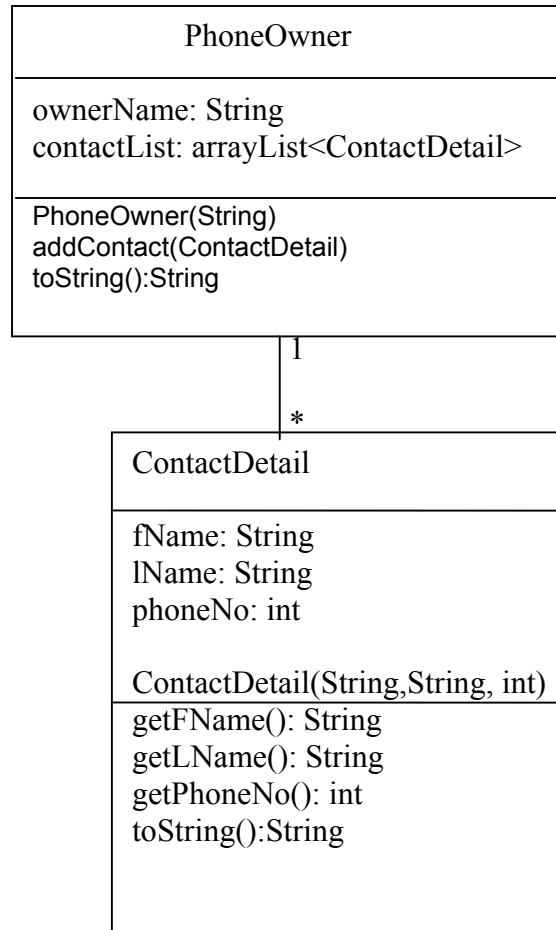 PhoneOwner
ownerName: String
contactList: arrayList<ContactDetail>
PhoneOwner(String)
addContact(ContactDetail)
toString():String
1
*
ContactDetail
fName: String
lName: String
phoneNo: int
ContactDetail(String,String, int)
getFName(): String
getLName(): String
getPhoneNo(): int
toString():String